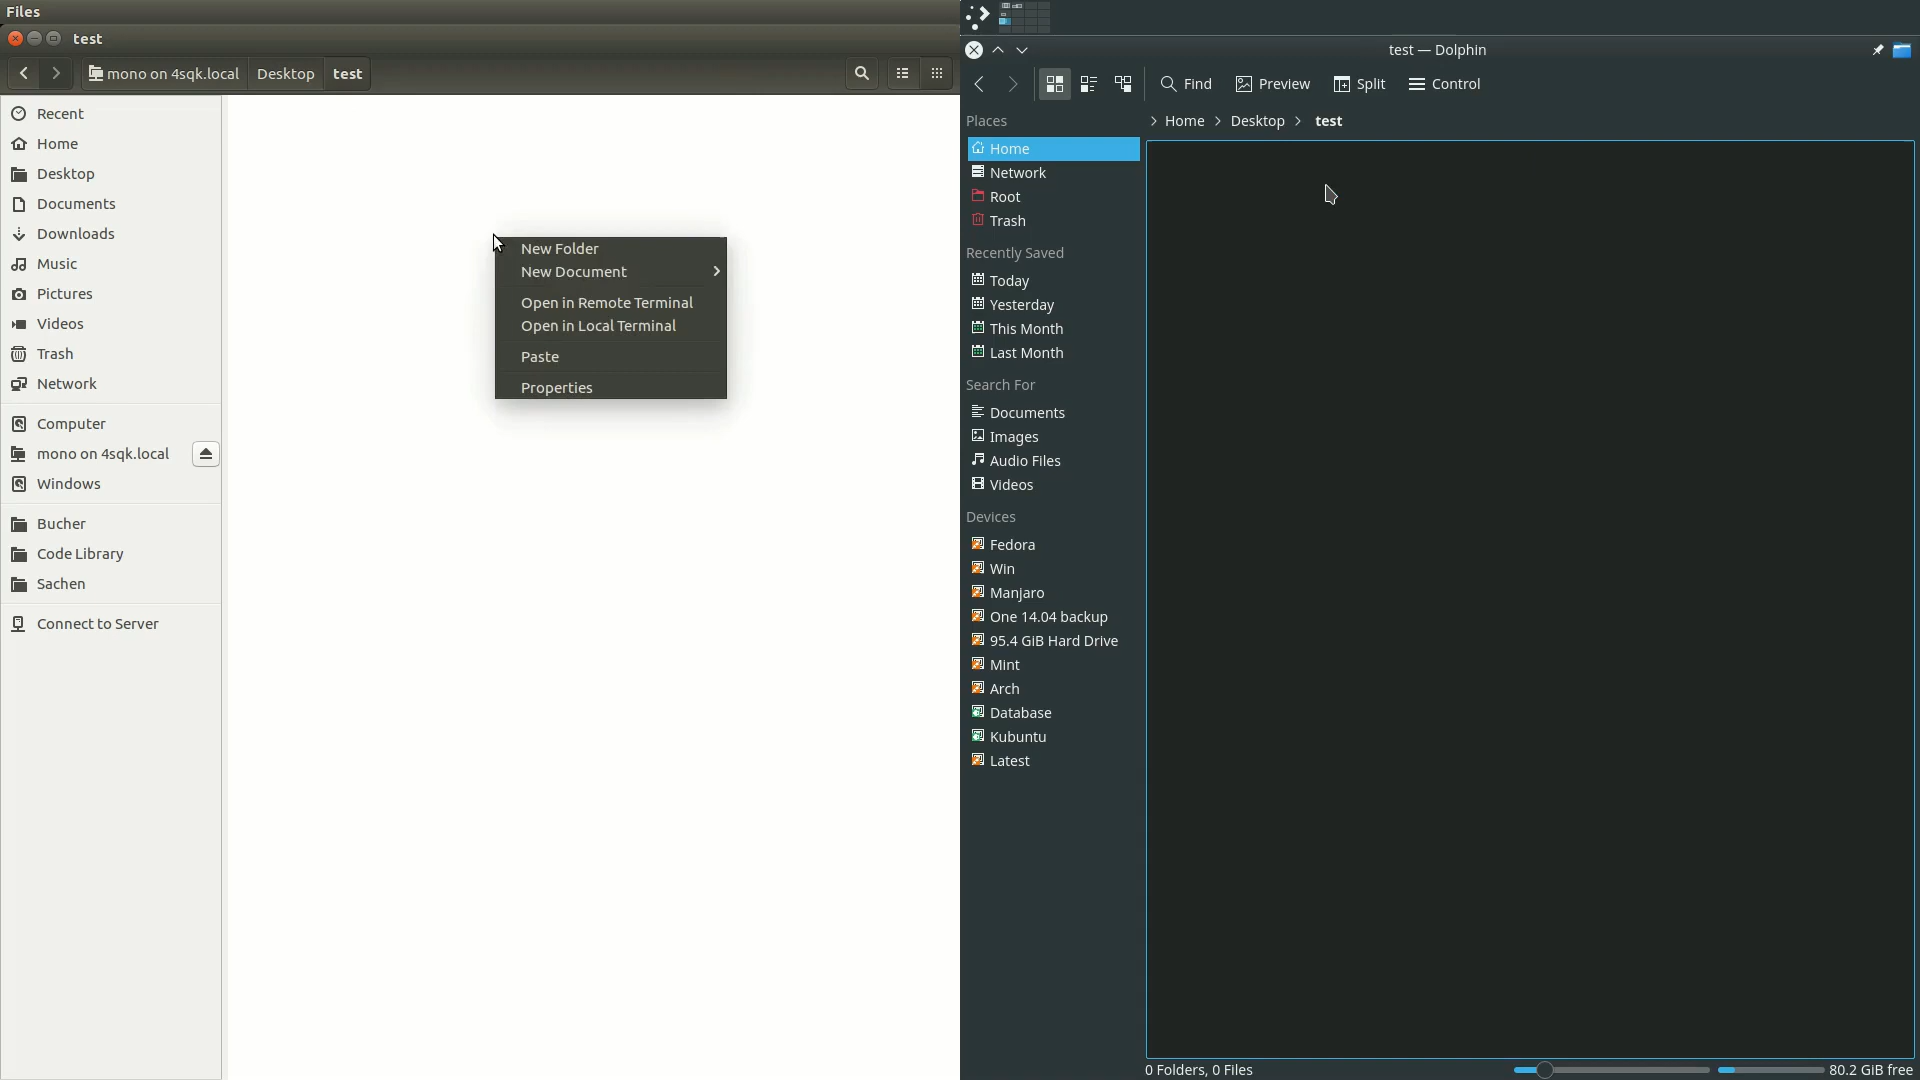 Files
test
mono on 4sqk.local Desktop test
Recent
Home
Desktop
Documents
Downloads
Music
Pictures
Videos
Trash
Network
Computer
mono on 4sqk.local
Windows
Bucher
Code Library
Sachen
Connect to Server
New Folder
New Document
Open in Remote Terminal
Open in Local Terminal
Paste
Properties
test — Dolphin
Find Preview Split Control
Places
Home
Network
Root
Trash
Recently Saved
Today
Yesterday
This Month
Last Month
Search For
Documents
Images
Audio Files
Videos
Devices
Fedora
Win
Manjaro
One 14.04 backup
95.4 GiB Hard Drive
Mint
Arch
Database
Kubuntu
Latest
Home Desktop test
0 Folders, 0 Files
80.2 GiB free